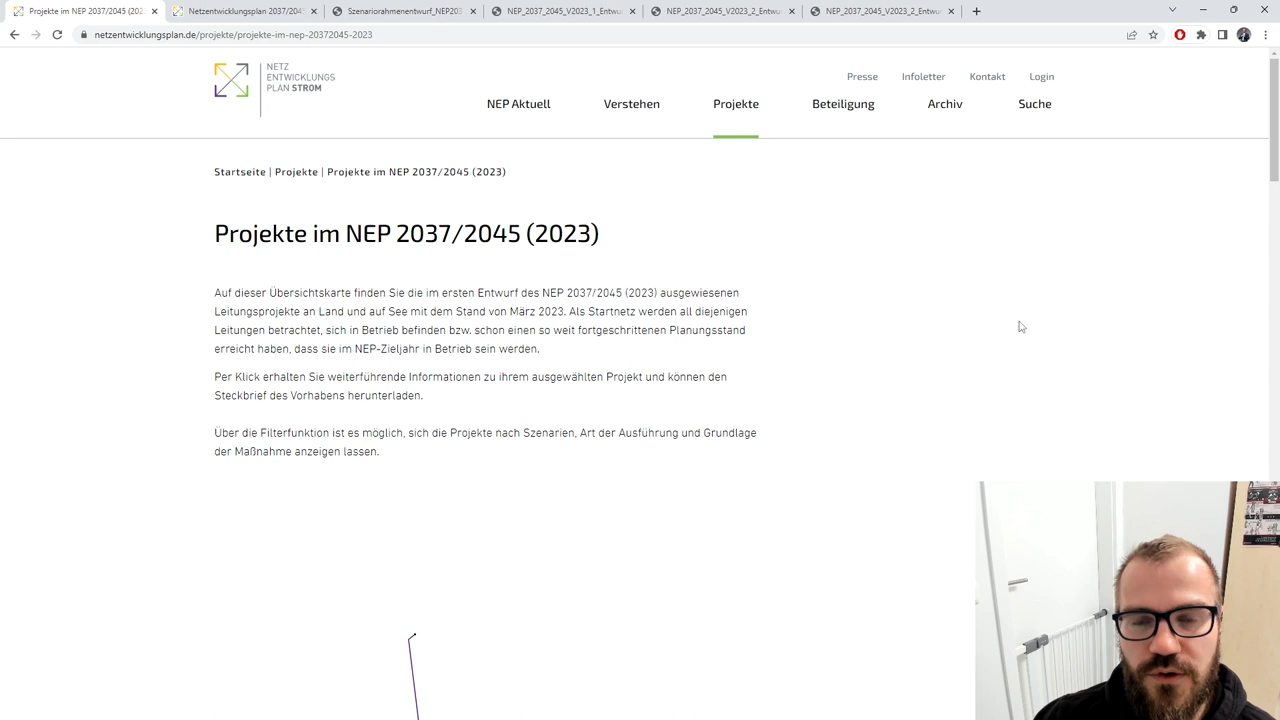 Projekte im NEP 2037/2045 (202
Netzentwicklungsplan 2037/2045
Szenariorahmenentwurf_NEP203
NEP_2037_2045_V2023_1_Entwu
NEP_2037_2045_V2023_2_Entwu
NEP_2037_2045_V2023_2_Entwu
netzentwicklungsplan.de/projekte/projekte-im-nep-20372045-2023
NETZ
ENTWICKLUNGS
PLAN STROM
Presse Infoletter Kontakt Login
NEP Aktuell Verstehen Projekte Beteiligung Archiv Suche
Startseite | Projekte | Projekte im NEP 2037/2045 (2023)
Projekte im NEP 2037/2045 (2023)
Auf dieser Übersichtskarte finden Sie die im ersten Entwurf des NEP 2037/2045 (2023) ausgewiesenen
Leitungsprojekte an Land und auf See mit dem Stand von März 2023. Als Startnetz werden all diejenigen
Leitungen betrachtet, sich in Betrieb befinden bzw. schon einen so weit fortgeschrittenen Planungsstand
erreicht haben, dass sie im NEP-Zieljahr in Betrieb sein werden.
Per Klick erhalten Sie weiterführende Informationen zu ihrem ausgewählten Projekt und können den
Steckbrief des Vorhabens herunterladen.
Über die Filterfunktion ist es möglich, sich die Projekte nach Szenarien, Art der Ausführung und Grundlage
der Maßnahme anzeigen lassen.